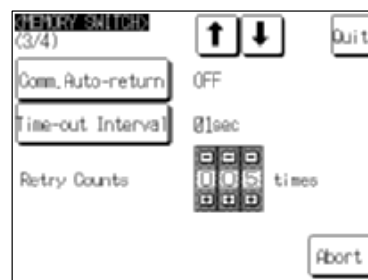 <MEMORY SWITCH>
(3/4)
Quit
Comm.Auto-return OFF
Time-out Interval 01sec
Retry Counts 005 times
Abort